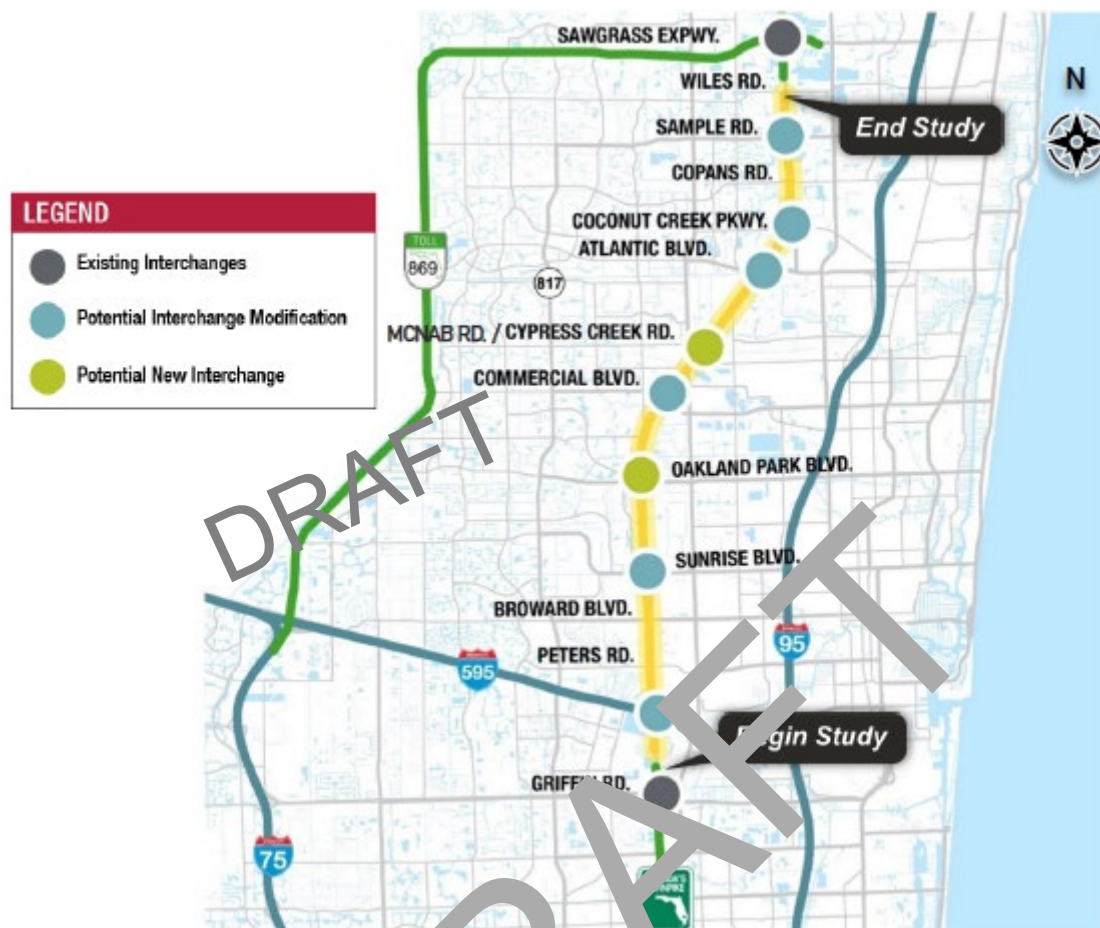 SAWGRASS EXPWY.
WILES RD.
N
End Study
SAMPLE RD.
COPANS RD.
LEGEND
Existing Interchanges
Potential Interchange Modification
Potential New Interchange
COCONUT CREEK PKWY.
ATLANTIC BLVD.
TOLL
869
817
MCNAB RD. / CYPRESS CREEK RD.
COMMERCIAL BLVD.
DRAFT
OAKLAND PARK BLVD.
SUNRISE BLVD.
BROWARD BLVD.
PETERS RD.
95
595
Begin Study
GRIFFIN RD.
75
DRAFT